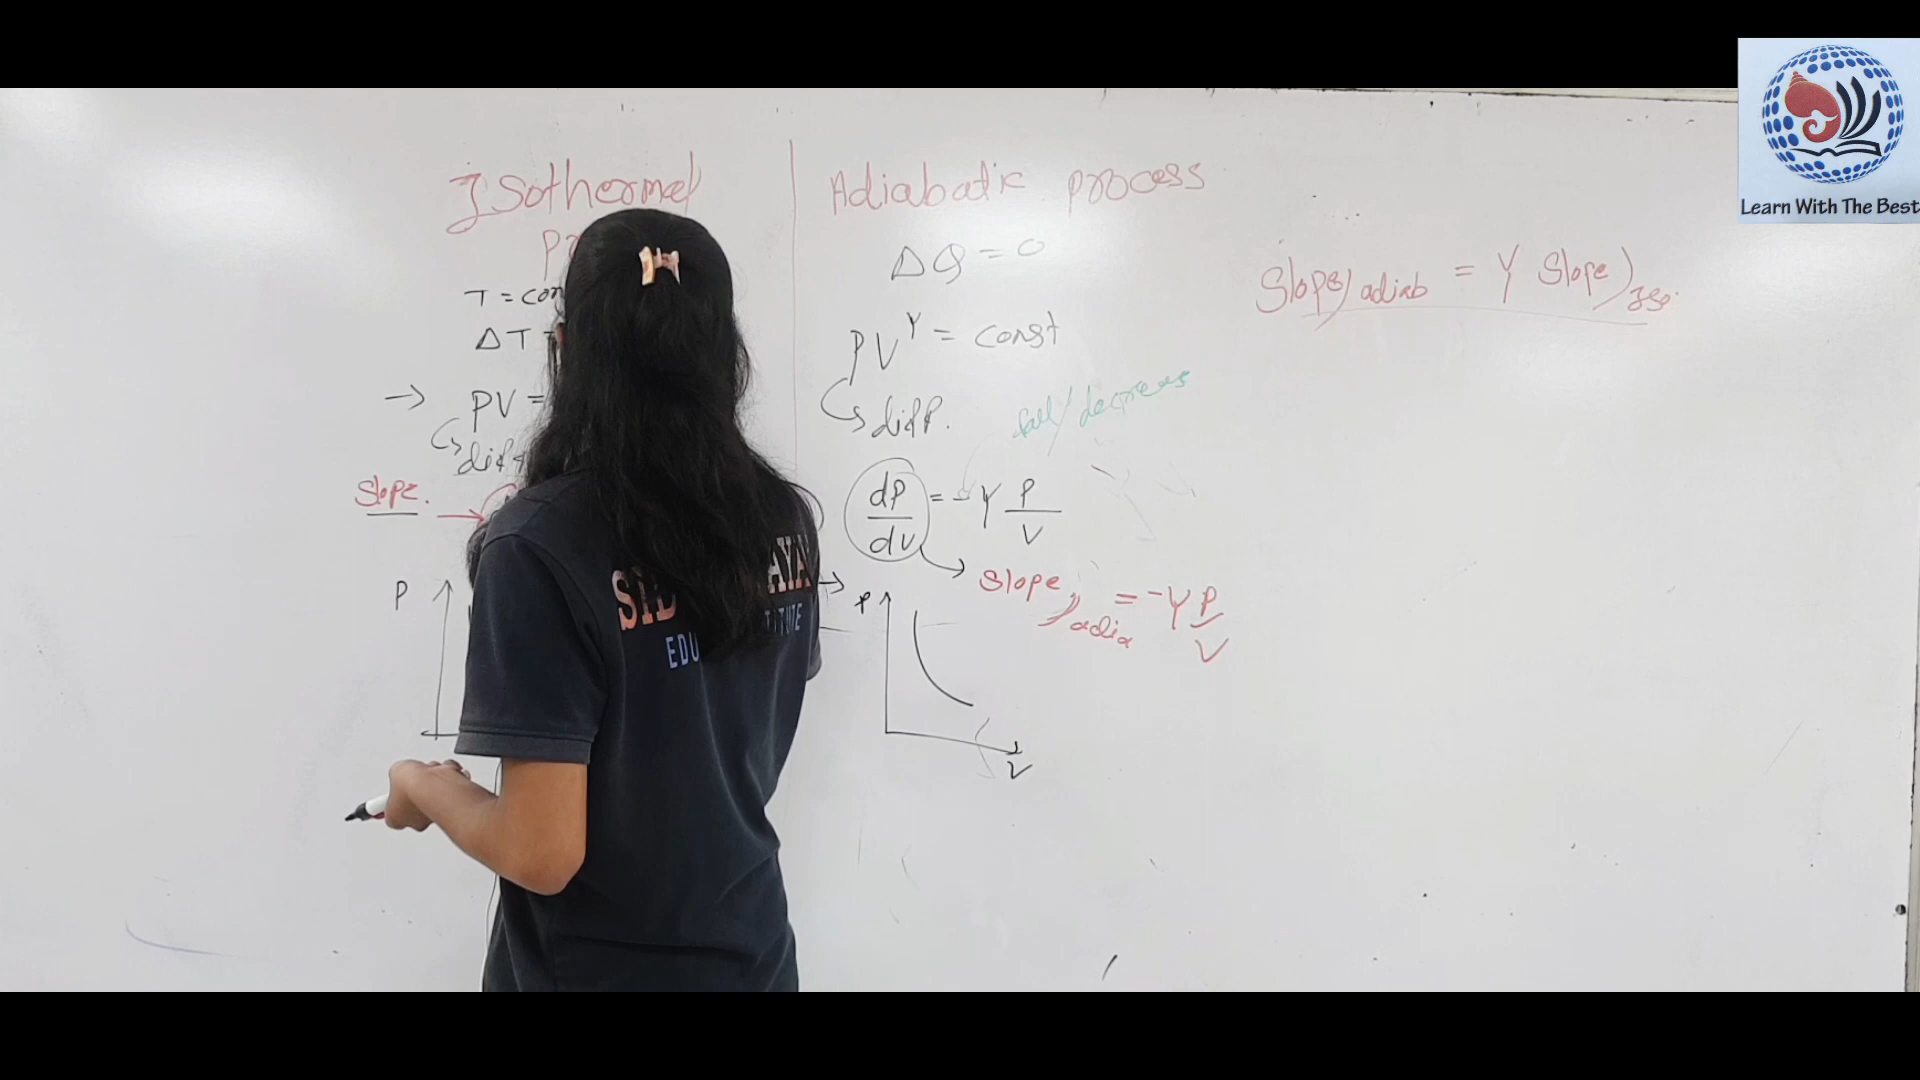 Isothermal
T = con
ΔT =
→ PV =
↳ diff
Slope. →
P
Adiabatic process
ΔQ = 0
PV^γ = const
↳ diff.
fall/decreases
dP/dv = -γ P/V
→ Slope)adia = -γ P/V
P
V
Slope)adiab = γ Slope)Iso.
EDU
Learn With The Best